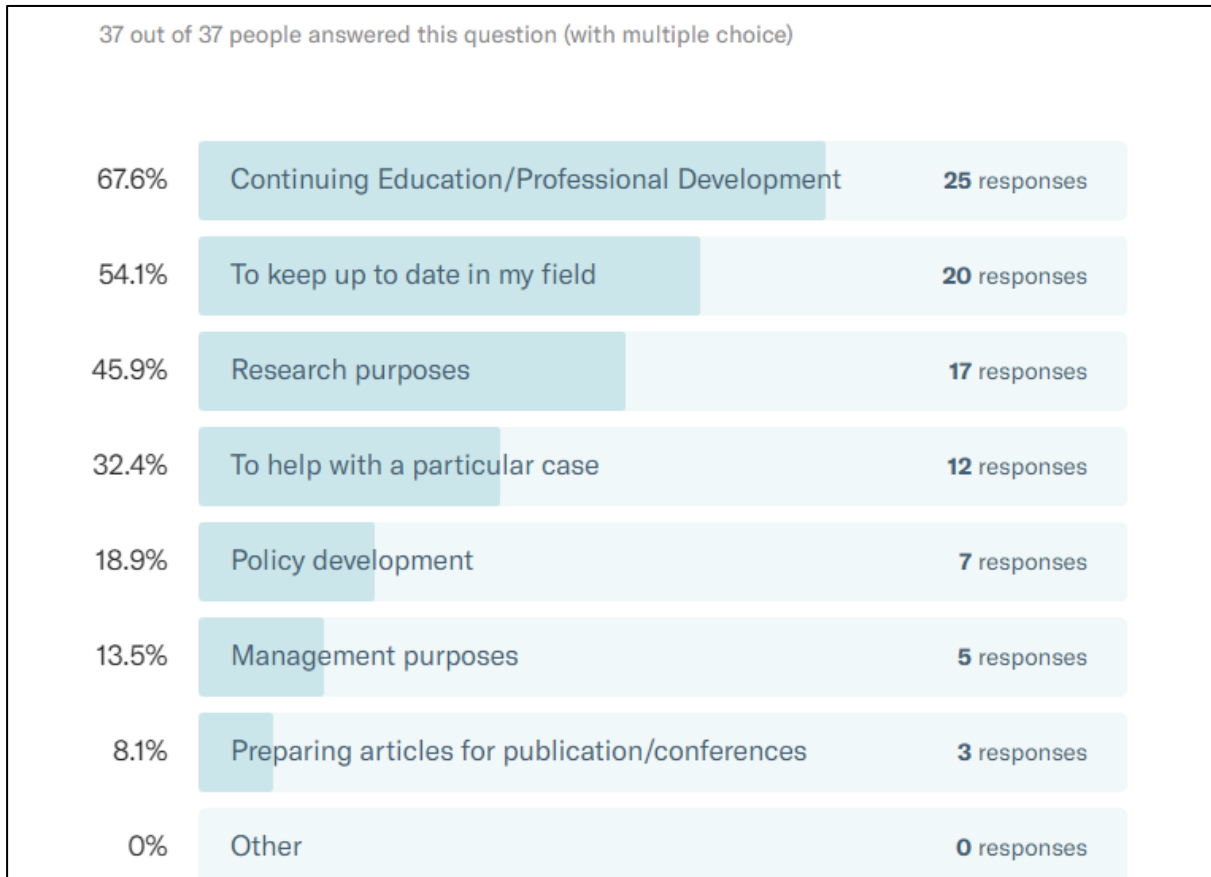 37 out of 37 people answered this question (with multiple choice)
67.6% Continuing Education/Professional Development 25 responses
54.1% To keep up to date in my field 20 responses
45.9% Research purposes 17 responses
32.4% To help with a particular case 12 responses
18.9% Policy development 7 responses
13.5% Management purposes 5 responses
8.1% Preparing articles for publication/conferences 3 responses
0% Other 0 responses